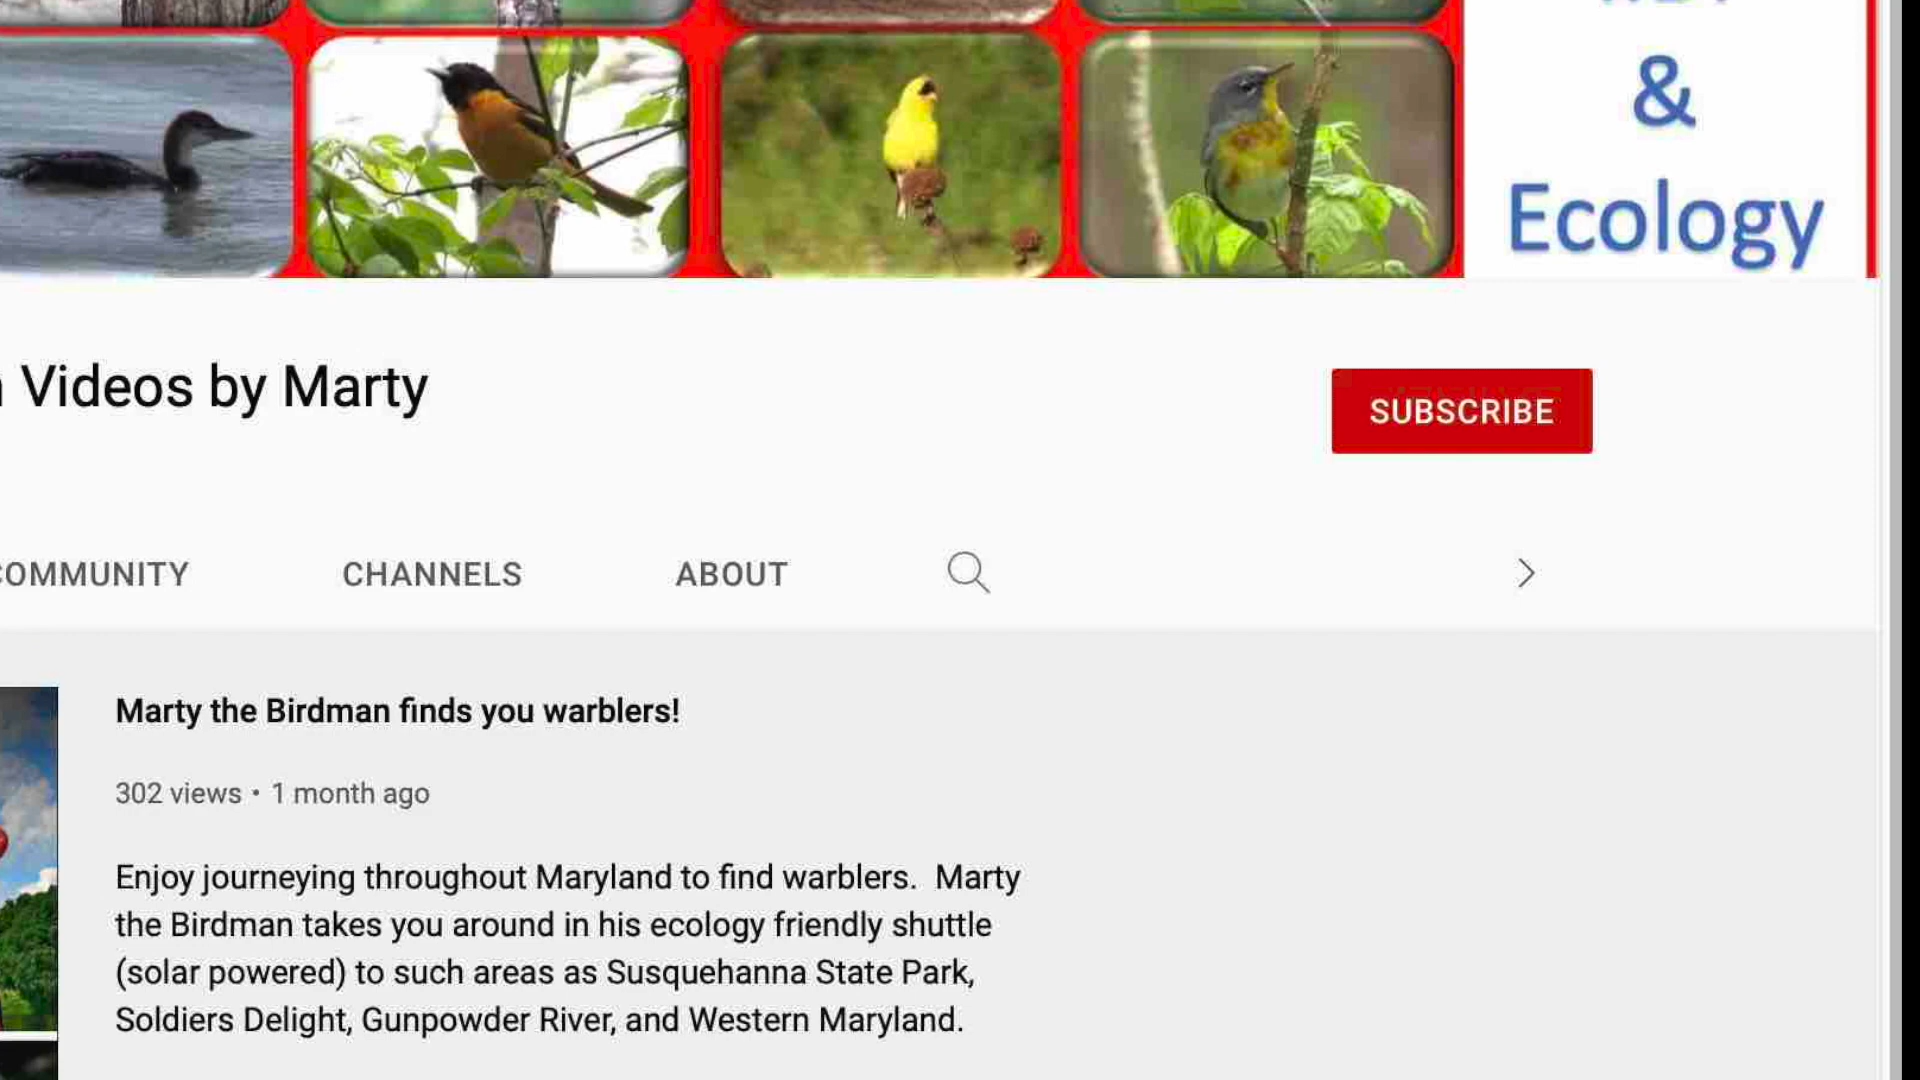 &
Ecology
Videos by Marty
SUBSCRIBE
COMMUNITY CHANNELS ABOUT
Marty the Birdman finds you warblers!
302 views • 1 month ago
Enjoy journeying throughout Maryland to find warblers.  Marty
the Birdman takes you around in his ecology friendly shuttle
(solar powered) to such areas as Susquehanna State Park,
Soldiers Delight, Gunpowder River, and Western Maryland.